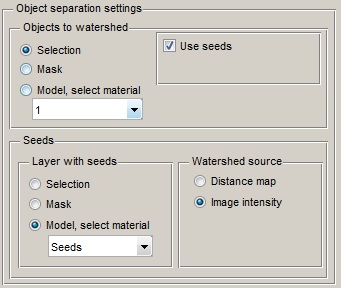 Object separation settings
Objects to watershed
Selection
Use seeds
Mask
Model, select material
1
Seeds
Layer with seeds
Watershed source
Selection
Distance map
Mask
Image intensity
Model, select material
Seeds